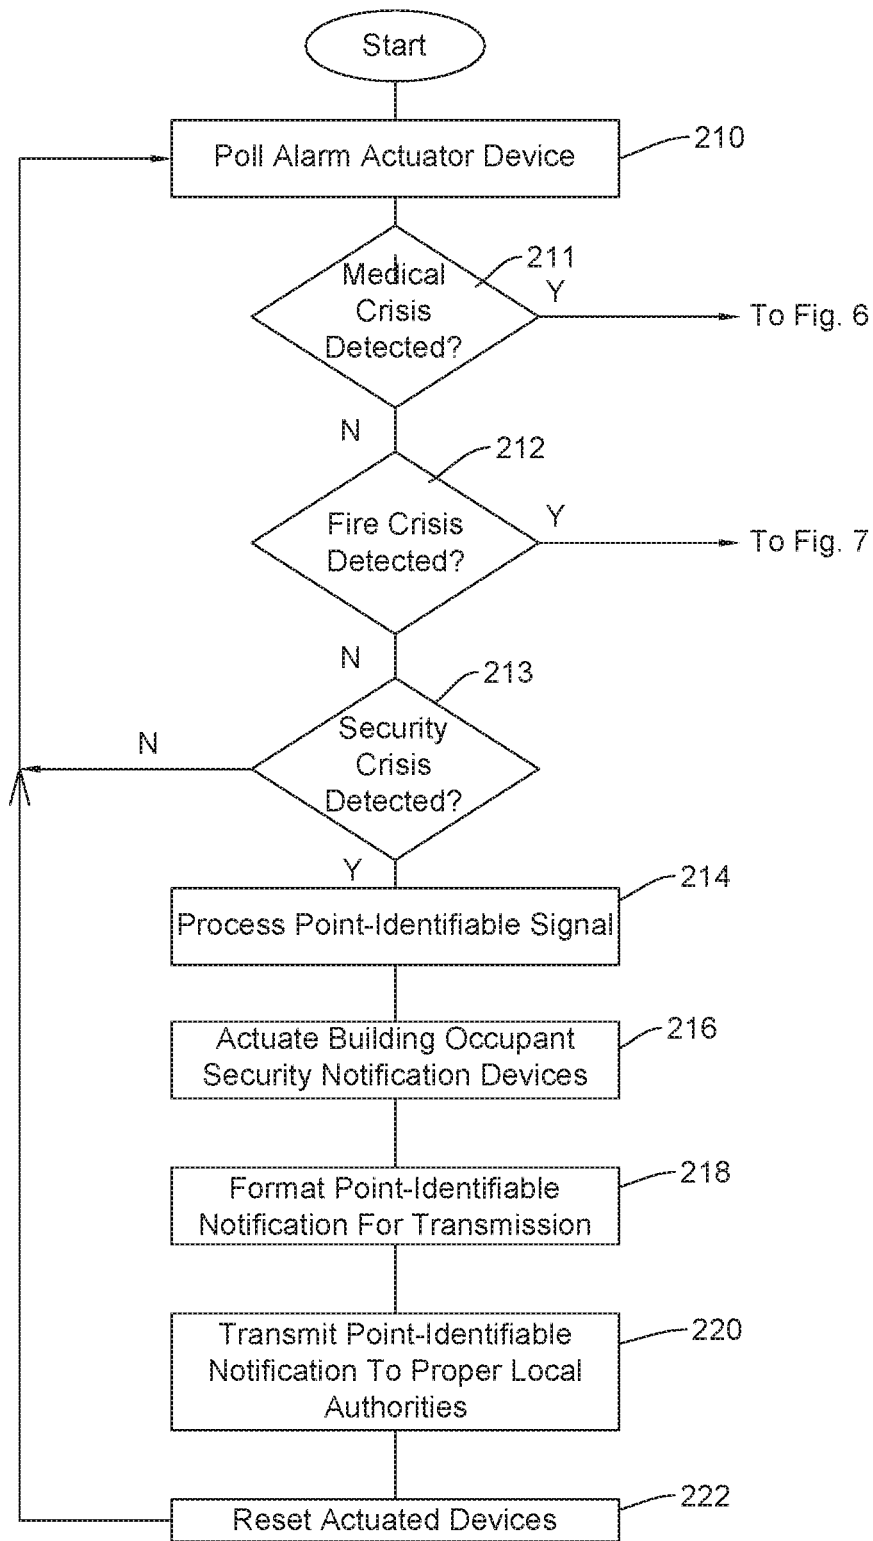 Start
Poll Alarm Actuator Device
210
Medical
Crisis
Detected?
211
Y
To Fig. 6
N
212
Fire Crisis
Detected?
Y
To Fig. 7
N
213
Security
Crisis
Detected?
N
Y
214
Process Point-Identifiable Signal
216
Actuate Building Occupant
Security Notification Devices
218
Format Point-Identifiable
Notification For Transmission
220
Transmit Point-Identifiable
Notification To Proper Local
Authorities
222
Reset Actuated Devices